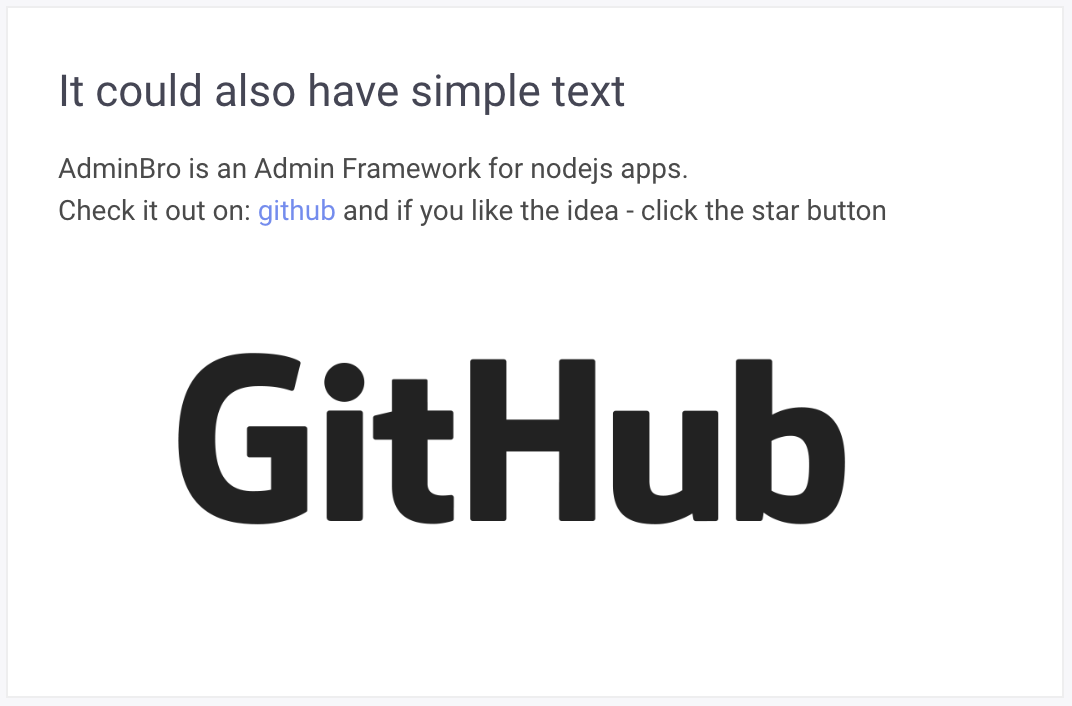 It could also have simple text
AdminBro is an Admin Framework for nodejs apps.
Check it out on: github and if you like the idea - click the star button
GitHub